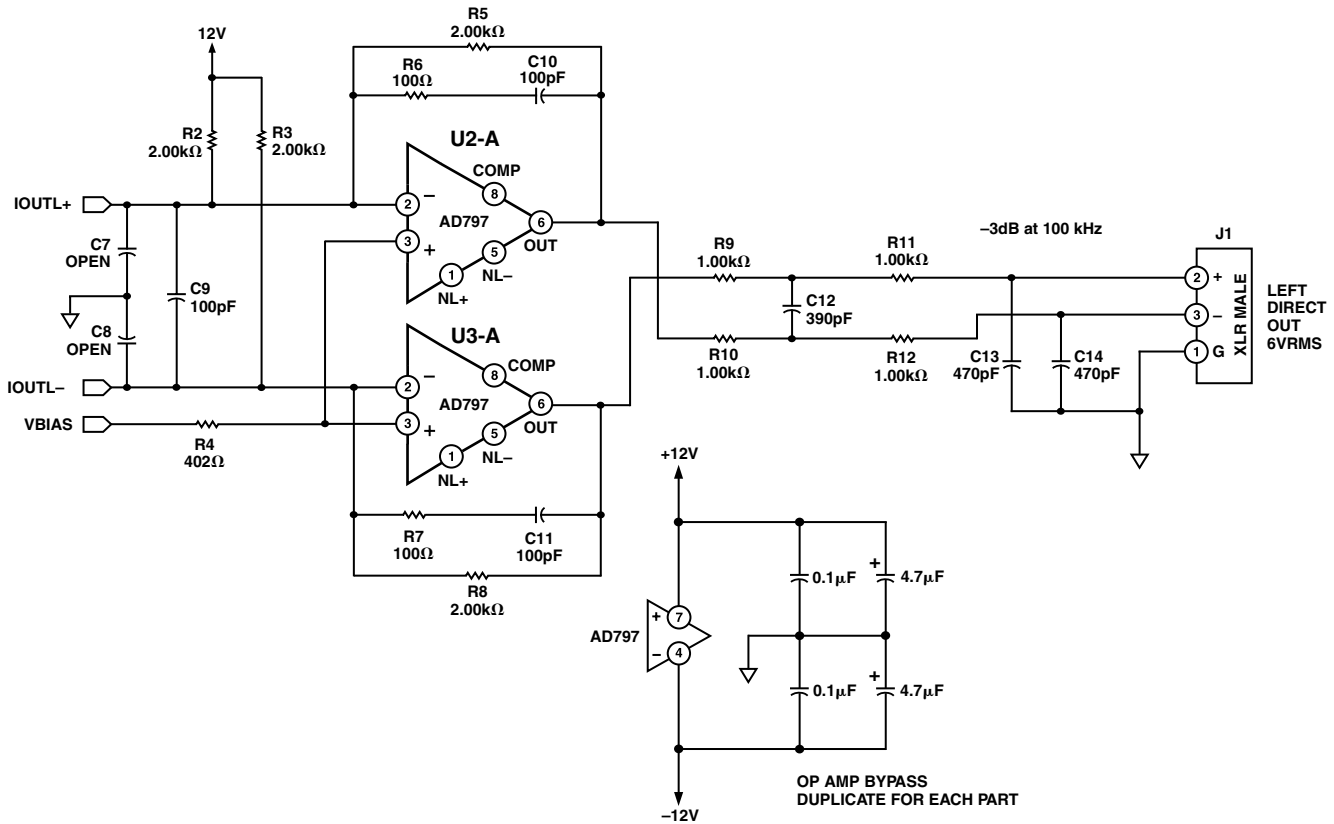 12V
R5
2.00kΩ
R6
100Ω
C10
100pF
R2
2.00kΩ
R3
2.00kΩ
U2-A
COMP
8
IOUTL+
2
−
AD797
6
OUT
3
+
5
NL−
1
NL+
C7
OPEN
C9
100pF
C8
OPEN
U3-A
COMP
8
IOUTL−
2
−
AD797
6
OUT
VBIAS
3
+
5
NL−
1
NL+
R4
402Ω
R7
100Ω
C11
100pF
R8
2.00kΩ
R9
1.00kΩ
R11
1.00kΩ
−3dB at 100 kHz
J1
C12
390pF
R10
1.00kΩ
R12
1.00kΩ
C13
470pF
C14
470pF
2
+
3
−
1
G
XLR MALE
LEFT
DIRECT
OUT
6VRMS
+12V
0.1μF
+
4.7μF
AD797
+
7
−
4
0.1μF
+
4.7μF
−12V
OP AMP BYPASS
DUPLICATE FOR EACH PART